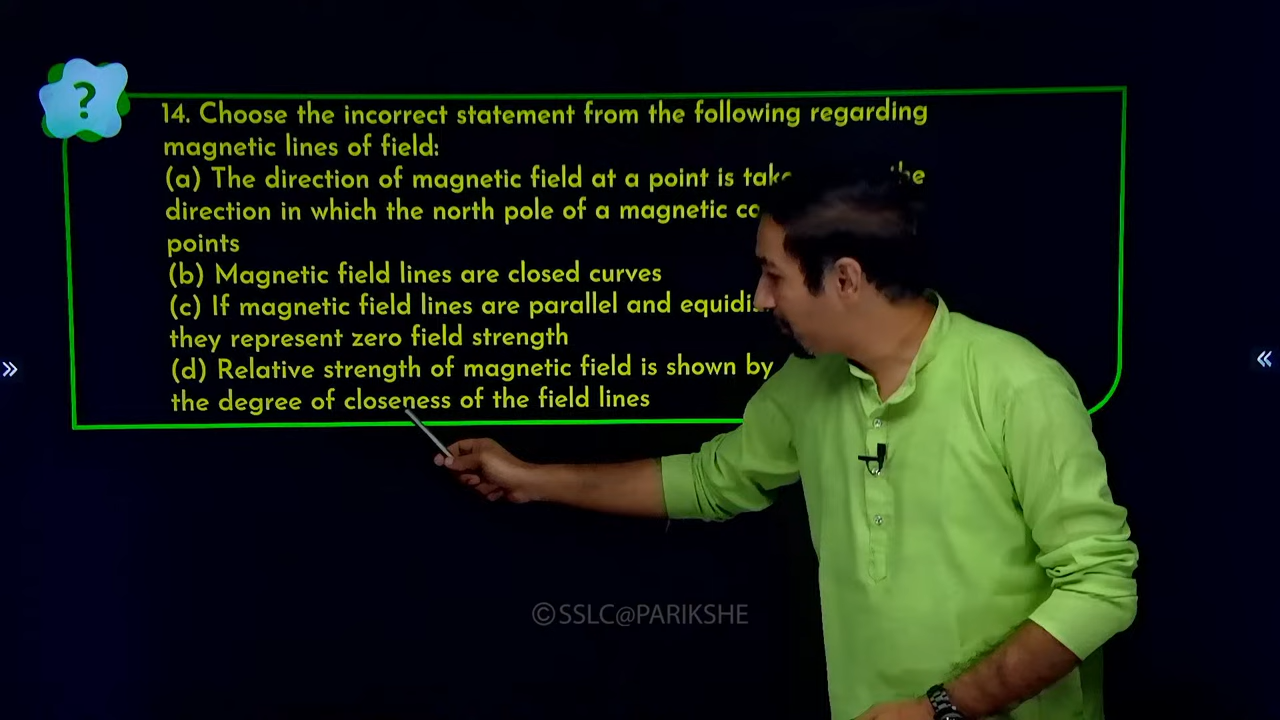 ?
14. Choose the incorrect statement from the following regarding
magnetic lines of field:
(a) The direction of magnetic field at a point is
direction in which the north pole of a magnetic
points
(b) Magnetic field lines are closed curves
(c) If magnetic field lines are parallel and
they represent zero field strength
(d) Relative strength of magnetic field is shown by
the degree of closeness of the field lines
»
«
©SSLC@PARIKSHE